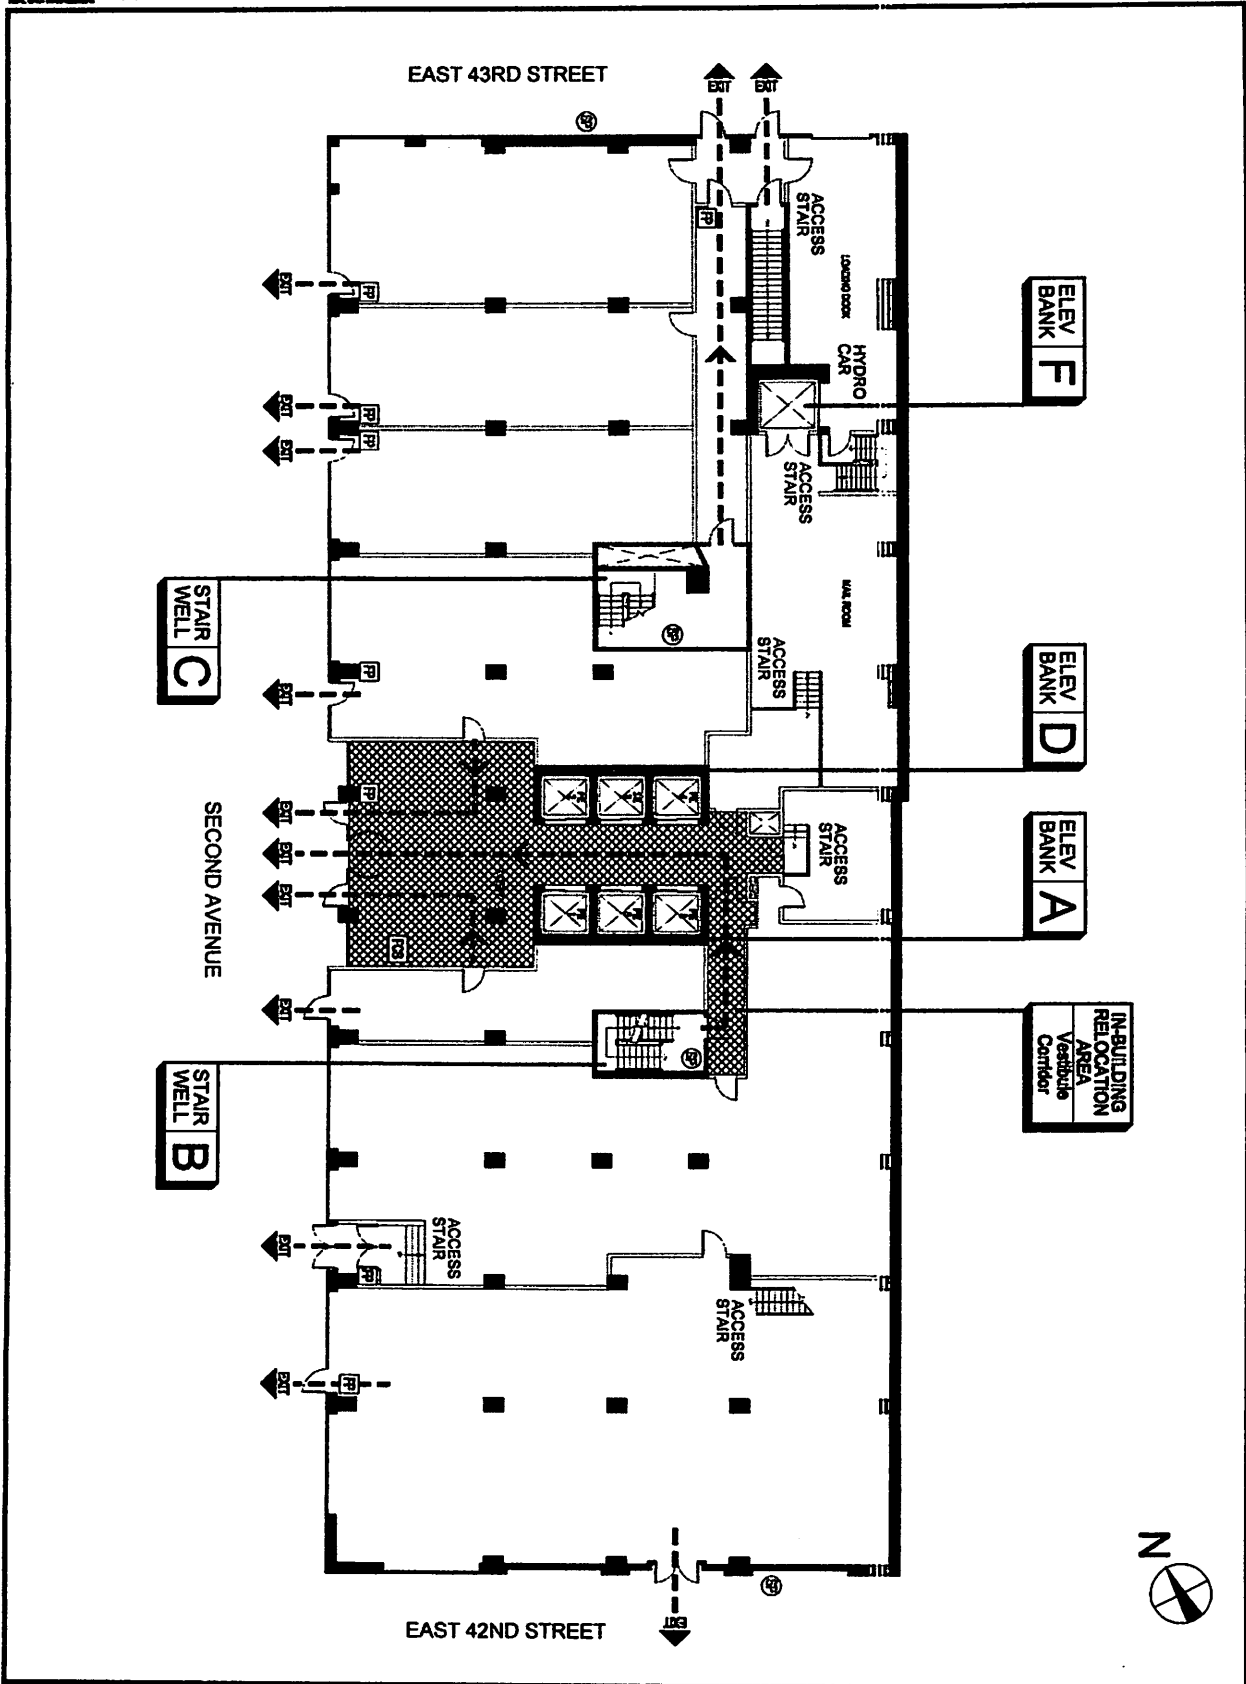 EAST 43RD STREET
EXIT
EXIT
ACCESS
STAIR
FP
LOADING DOCK
HYDRO
CAR
ELEV
BANK
F
EXIT
FP
EXIT
FP
FP
EXIT
ACCESS
STAIR
MAIL ROOM
STAIR
WELL
C
ACCESS
STAIR
ELEV
BANK
D
EXIT
FP
SECOND AVENUE
EXIT
FP
EXIT
EXIT
FCS
ACCESS
STAIR
ELEV
BANK
A
IN-BUILDING
RELOCATION
AREA
Vestibule
Corridor
EXIT
STAIR
WELL
B
ACCESS
STAIR
EXIT
FP
ACCESS
STAIR
EXIT
FP
N
EXIT
EAST 42ND STREET